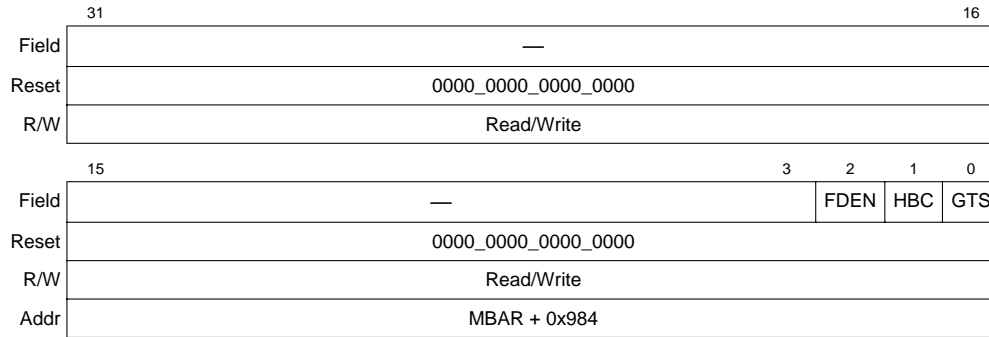 31 16
Field —
Reset 0000_0000_0000_0000
R/W Read/Write
15 3 2 1 0
Field — FDEN HBC GTS
Reset 0000_0000_0000_0000
R/W Read/Write
Addr MBAR + 0x984